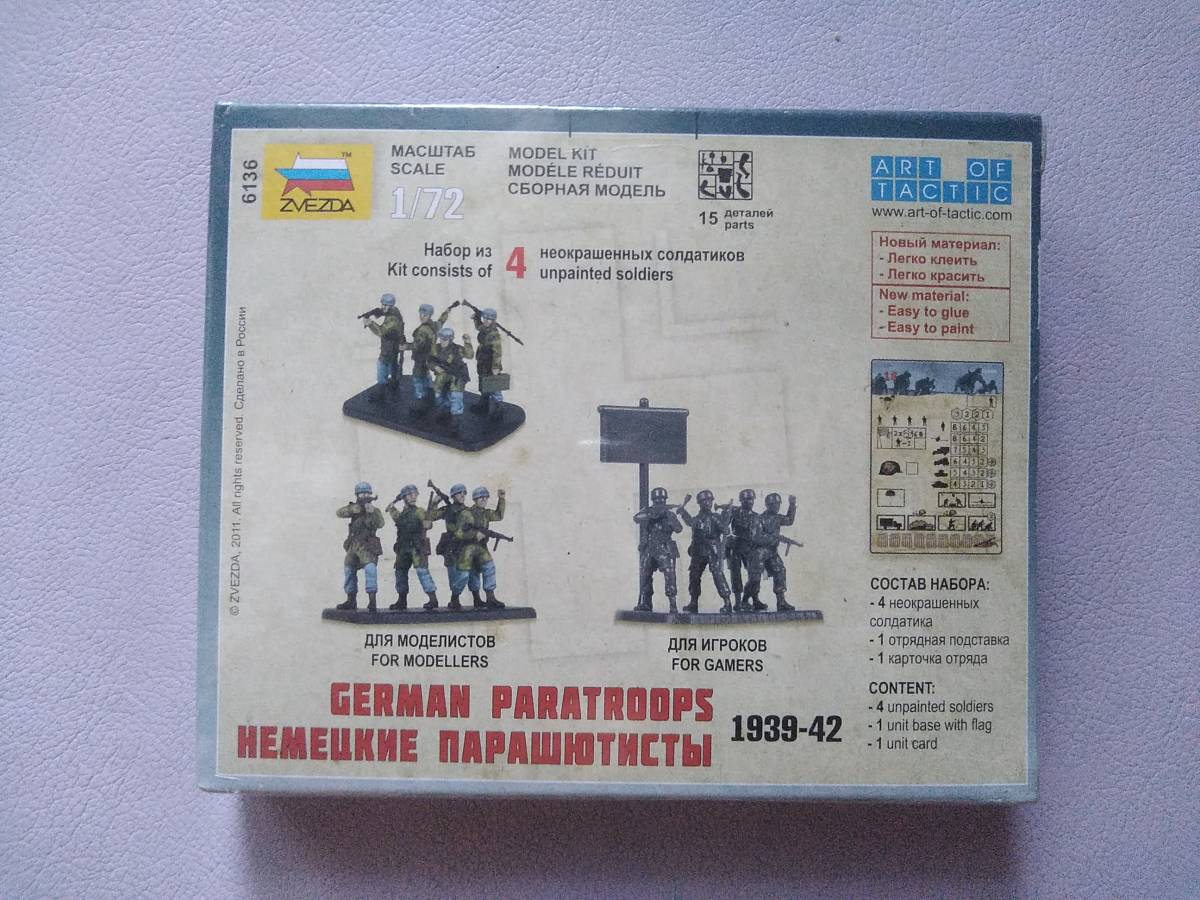 6136
ZVEZDA
™
МАСШТАБ
SCALE
1/72
MODEL KIT
MODÉLE RÉDUIT
СБОРНАЯ МОДЕЛЬ
15 деталей
parts
ART OF
TACTIC
www.art-of-tactic.com
Набор из
Kit consists of
4
неокрашенных солдатиков
unpainted soldiers
Новый материал:
- Легко клеить
- Легко красить
New material:
- Easy to glue
- Easy to paint
© ZVEZDA, 2011. All rights reserved. Сделано в России
ДЛЯ МОДЕЛИСТОВ
FOR MODELLERS
ДЛЯ ИГРОКОВ
FOR GAMERS
СОСТАВ НАБОРА:
- 4 неокрашенных
солдатика
- 1 отрядная подставка
- 1 карточка отряда
CONTENT:
- 4 unpainted soldiers
- 1 unit base with flag
- 1 unit card
GERMAN PARATROOPS
НЕМЕЦКИЕ ПАРАШЮТИСТЫ
1939-42